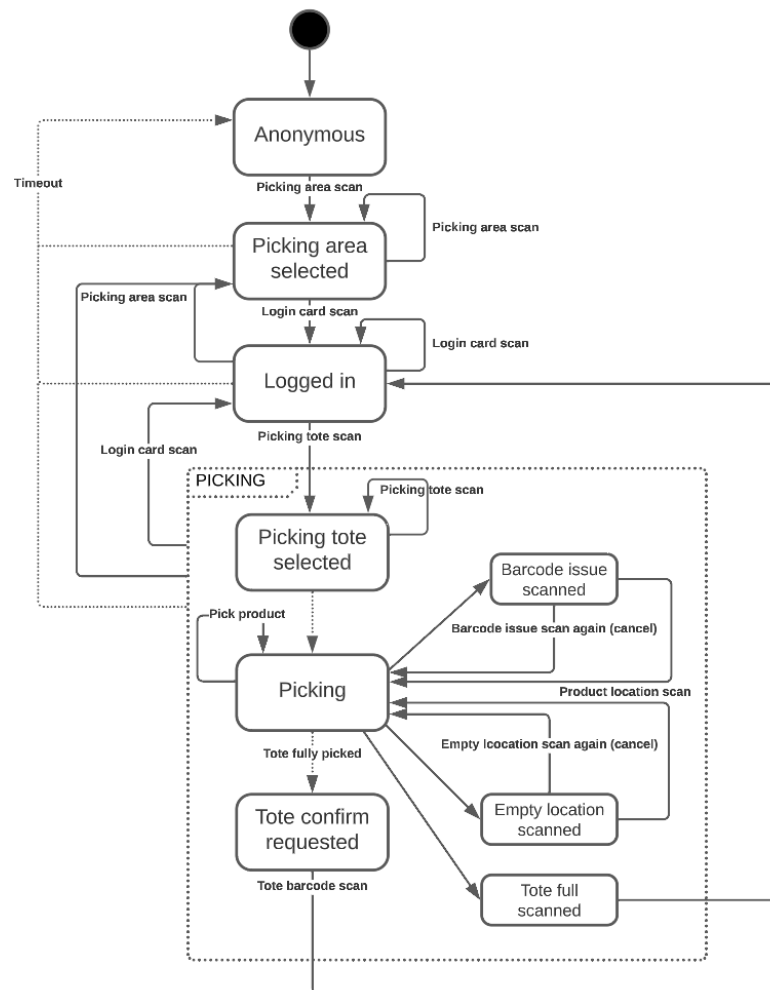 Anonymous
Timeout
Picking area scan
Picking area
selected
Picking area scan
Picking area scan
Login card scan
Logged in
Login card scan
Picking tote scan
Login card scan
PICKING
Picking tote scan
Picking tote
selected
Barcode issue
scanned
Pick product
Barcode issue scan again (cancel)
Picking
Product location scan
Empty lcocation scan again (cancel)
Tote fully picked
Tote confirm
requested
Empty location
scanned
Tote barcode scan
Tote full
scanned